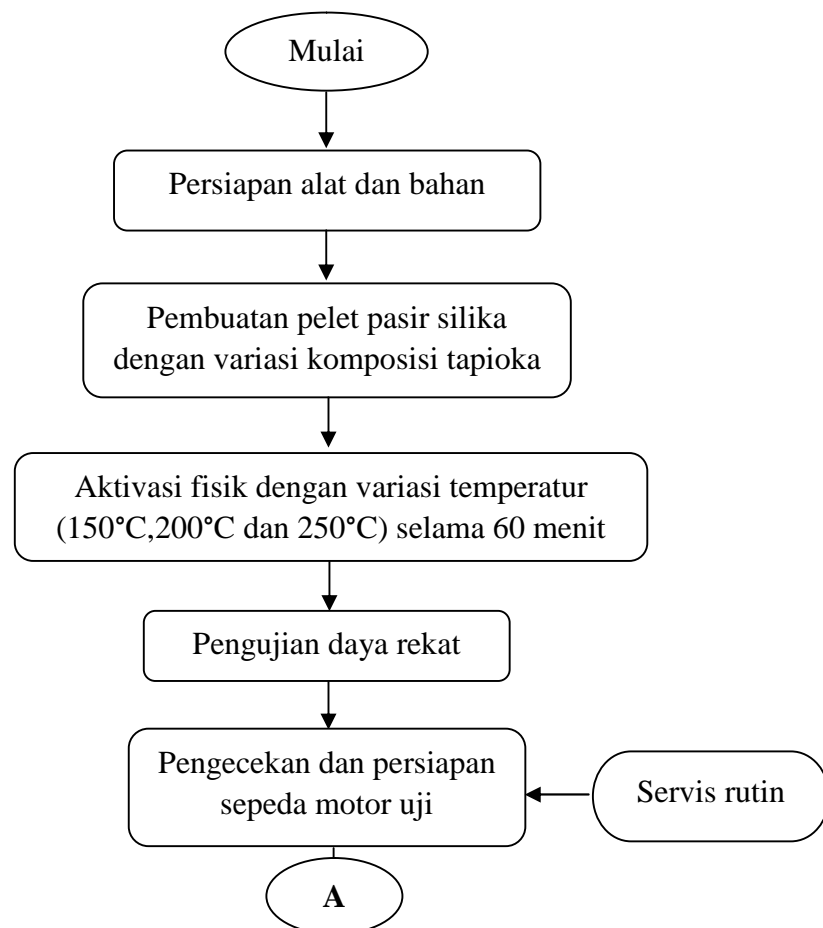 Mulai
Persiapan alat dan bahan
Pembuatan pelet pasir silika
dengan variasi komposisi tapioka
Aktivasi fisik dengan variasi temperatur
(150°C,200°C dan 250°C) selama 60 menit
Pengujian daya rekat
Pengecekan dan persiapan
sepeda motor uji
Servis rutin
A